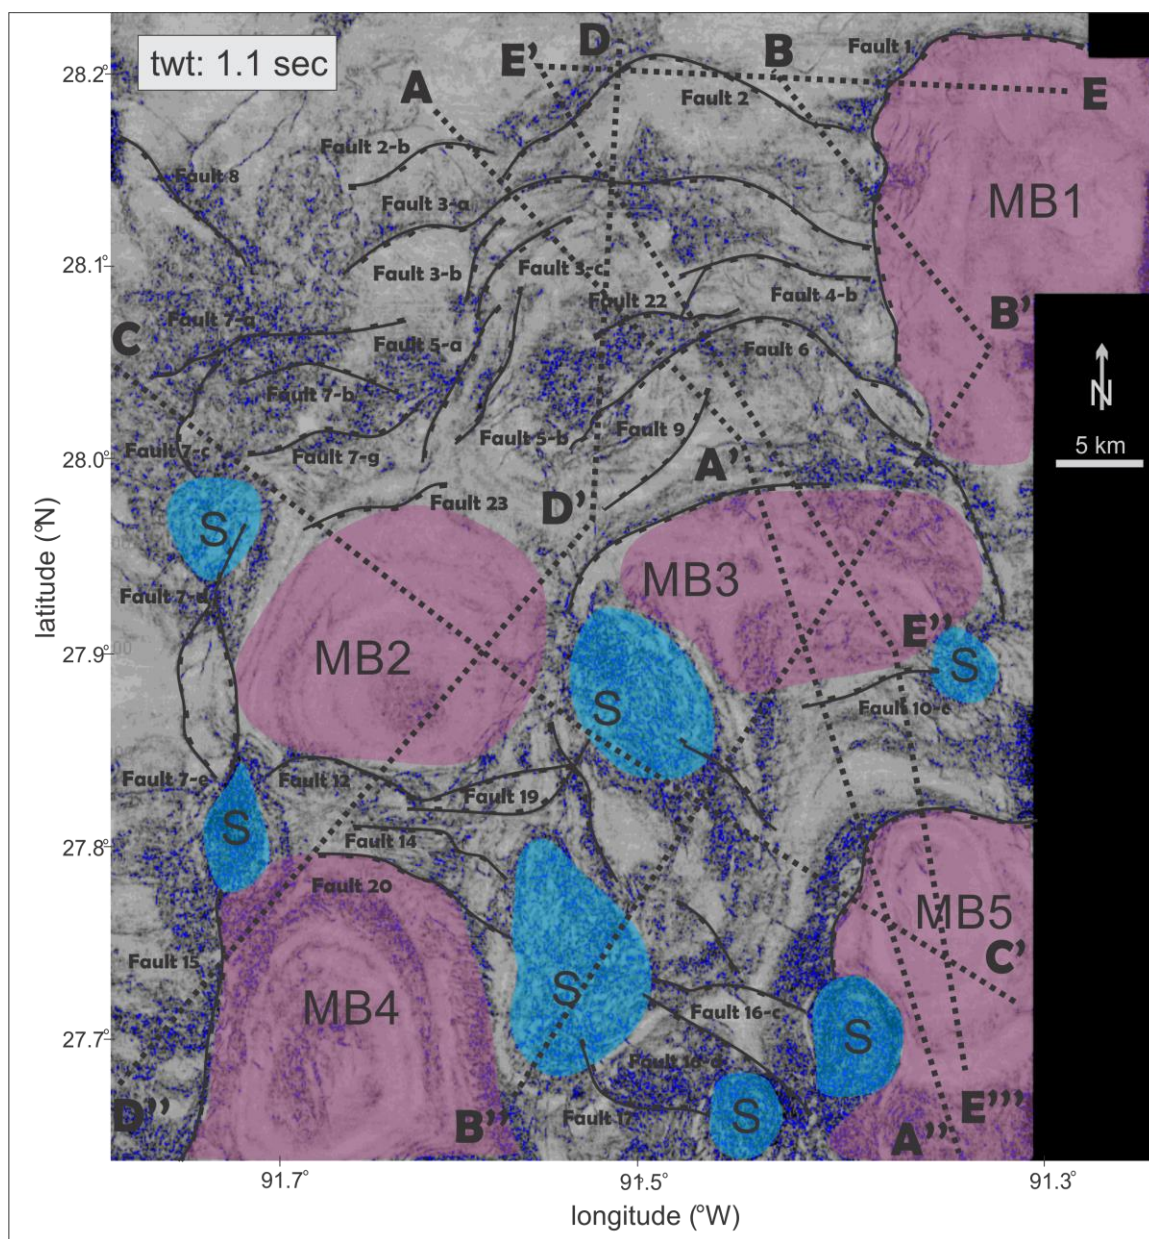 twt: 1.1 sec
D
E’
B
Fault 1
28.2°
A
Fault 2
E
Fault 2-b
Fault 8
Fault 3-a
MB1
28.1°
Fault 3-b
Fault 3-c
Fault 22
Fault 4-b
B’
Fault 7-a
C
Fault 5-a
Fault 6
N
Fault 7-b
Fault 9
Fault 5-b
5 km
28.0°
Fault 7-c
Fault 7-g
A’
Fault 23
D’
S
MB3
latitude (°N)
Fault 7-d
E’’
27.9°
MB2
S
S
Fault 10-c
Fault 7-e
Fault 12
Fault 19
S
27.8°
Fault 14
Fault 20
MB5
C’
Fault 15
S
MB4
Fault 16-c
27.7°
S
D’’
B’’
Fault 17
S
E’’’
A’’
91.7°
91.5°
91.3°
longitude (°W)